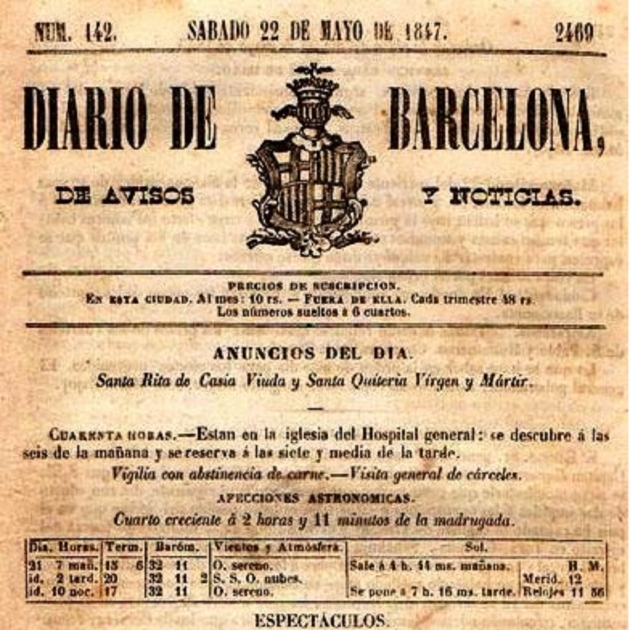 NUM. 142. SABADO 22 DE MAYO DE 1847. 2469
DIARIO DE BARCELONA,
DE AVISOS Y NOTICIAS.
PRECIOS DE SUSCRIPCION.
EN ESTA CIUDAD. Al mes: 10 rs. — FUERA DE ELLA. Cada trimestre 48 rs.
Los números sueltos á 6 cuartos.
ANUNCIOS DEL DIA.
Santa Rita de Casia Viuda y Santa Quiteria Vírgen y Mártir.
CUARENTA HORAS.—Estan en la iglesia del Hospital general: se descubre á las
seis de la mañana y se reserva á las siete y media de la tarde.
Vigilia con abstinencia de carne.—Visita general de cárceles.
AFECCIONES ASTRONOMICAS.
Cuarto creciente á 2 horas y 11 minutos de la madrugada.
Dia. Horas. Term. Baróm. Vientos y Atmósfera. Sol.
21 7 mañ. 15 6 32 11 O. sereno. Sale á 4 h. 44 ms. mañana. H. M.
id. 2 tard. 20 32 11 2 S. S. O. nubes. Merid. 12
id. 10 noc. 17 32 11 O. sereno. Se pone á 7 h. 16 ms. tarde. Relojes 11 56
ESPECTÁCULOS.